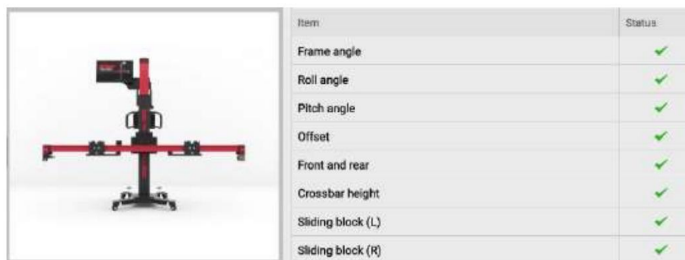 Item Status
Frame angle
Roll angle
Pitch angle
Offset
Front and rear
Crossbar height
Sliding block (L)
Sliding block (R)